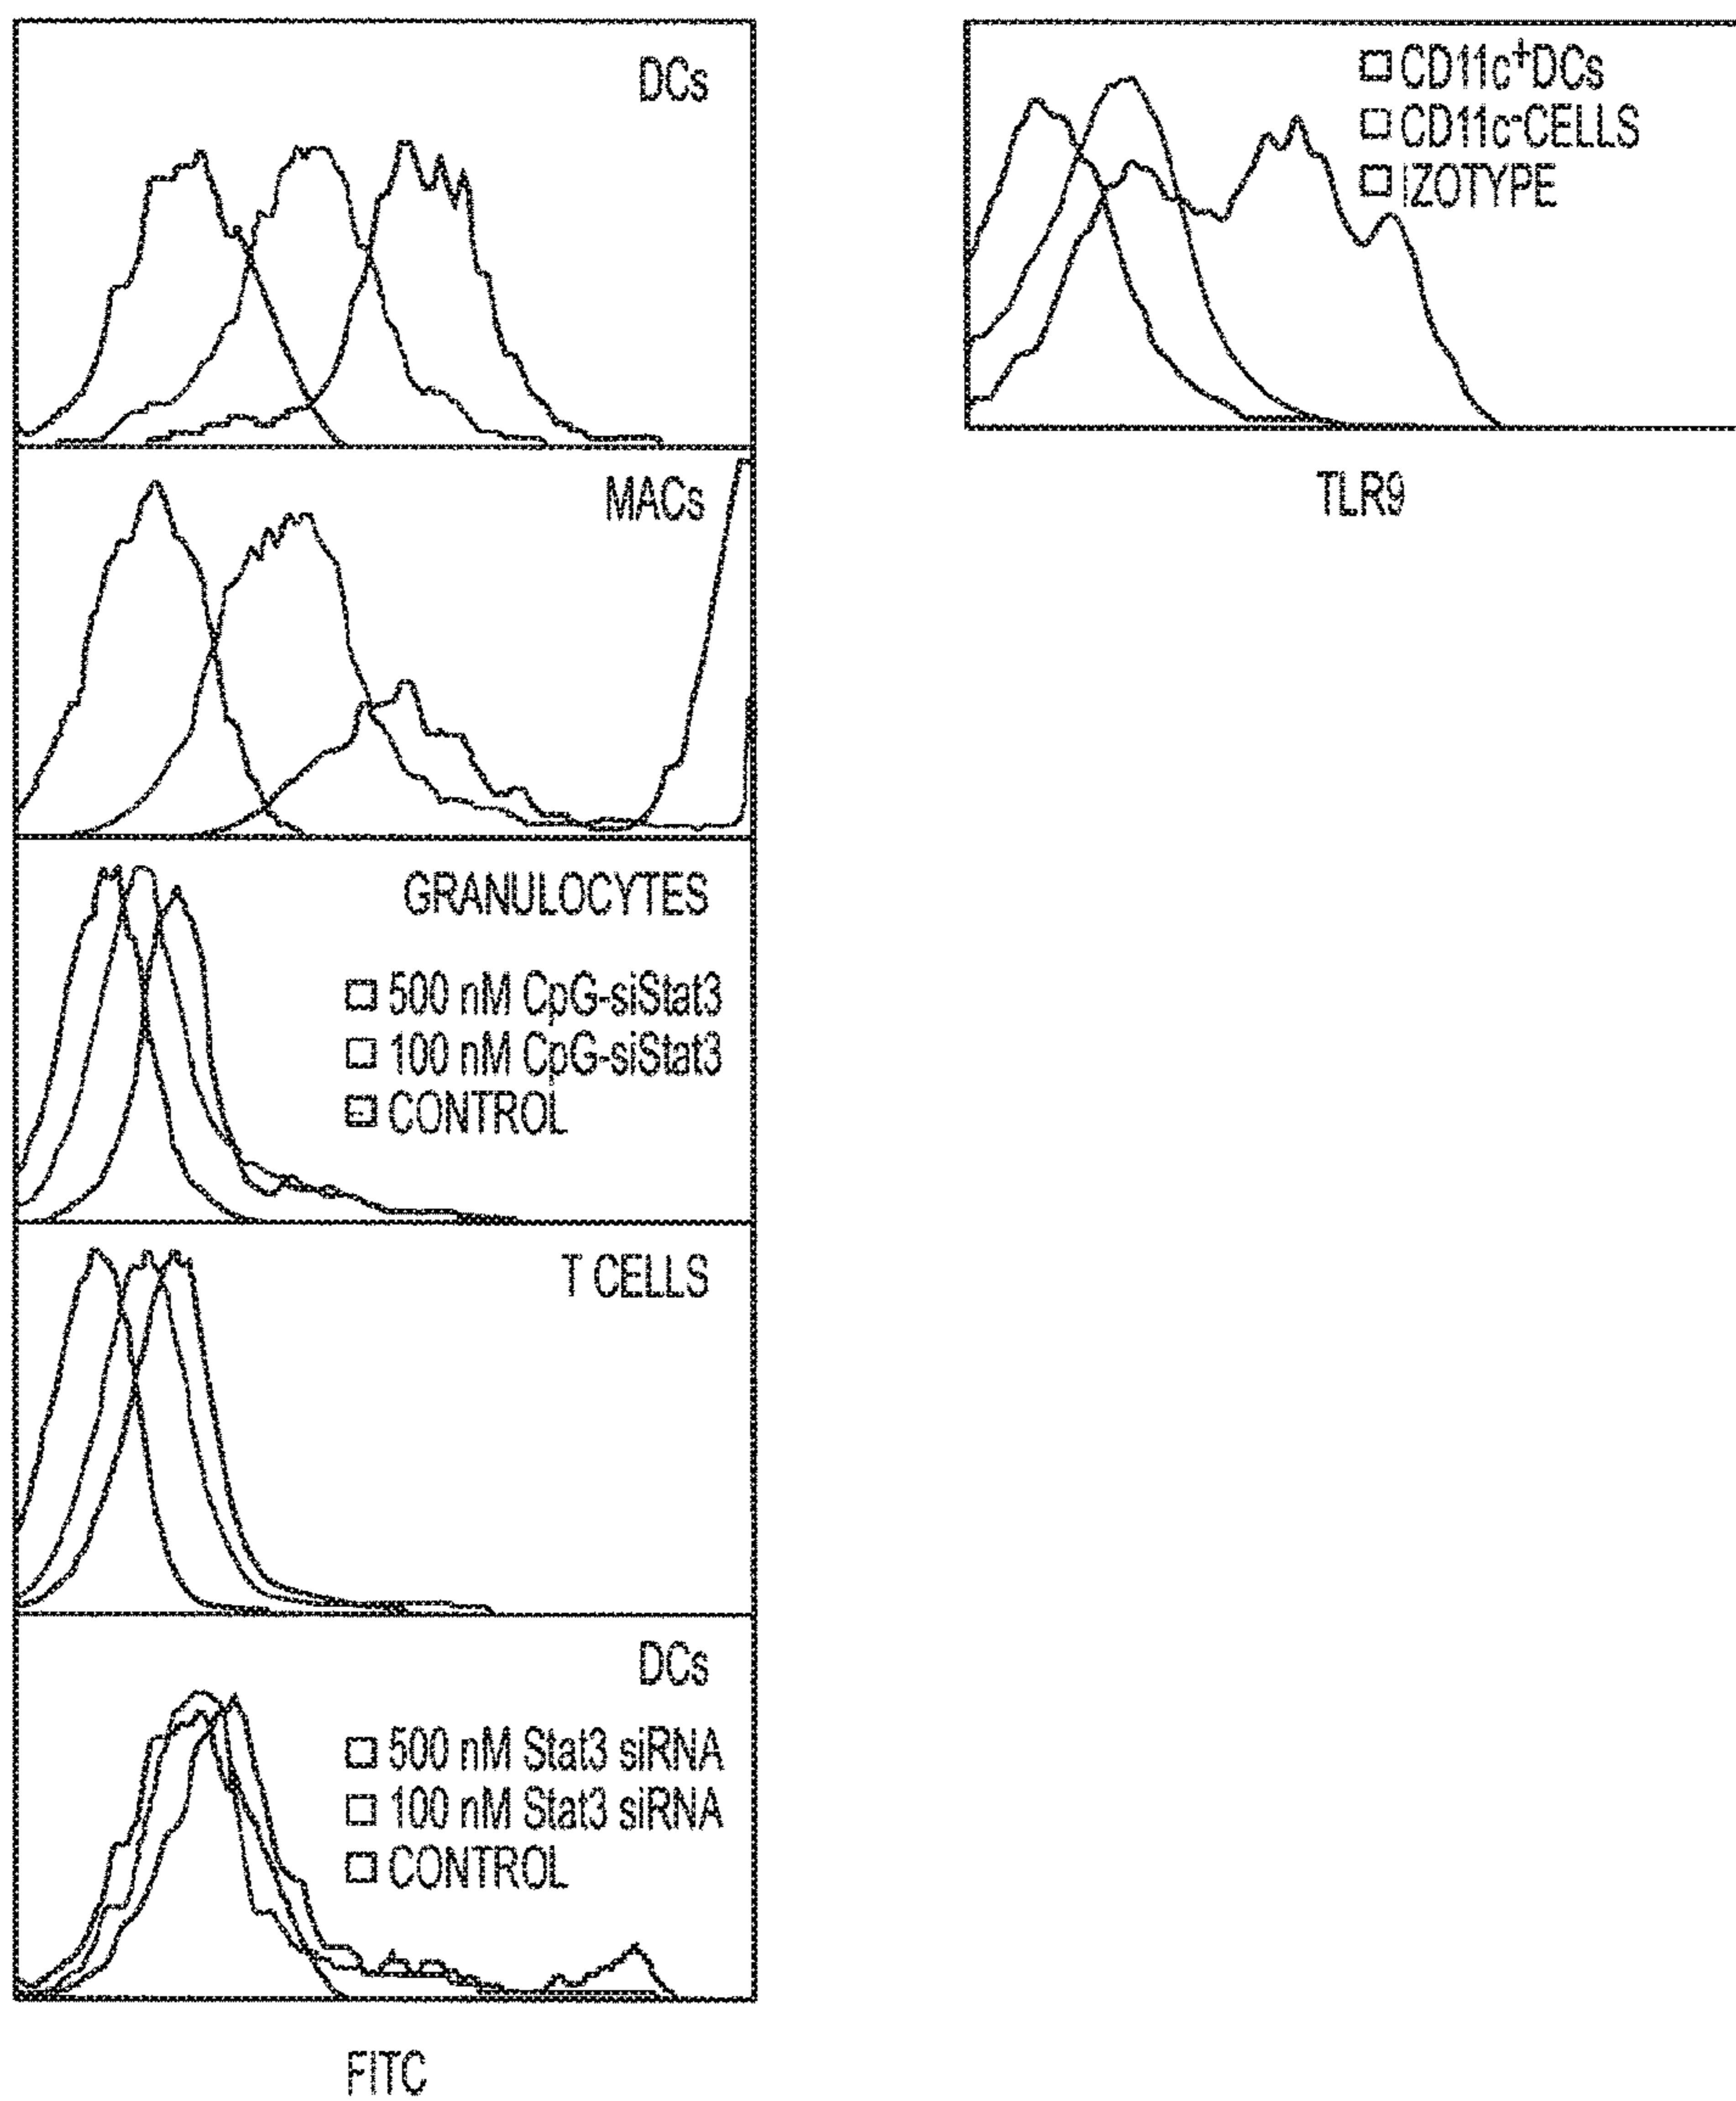 DCs
MACs
GRANULOCYTES
500 nM CpG-siStat3
100 nM CpG-siStat3
CONTROL
T CELLS
DCs
500 nM Stat3 siRNA
100 nM Stat3 siRNA
CONTROL
FITC
CD11c⁺DCs
CD11c⁻CELLS
IZOTYPE
TLR9